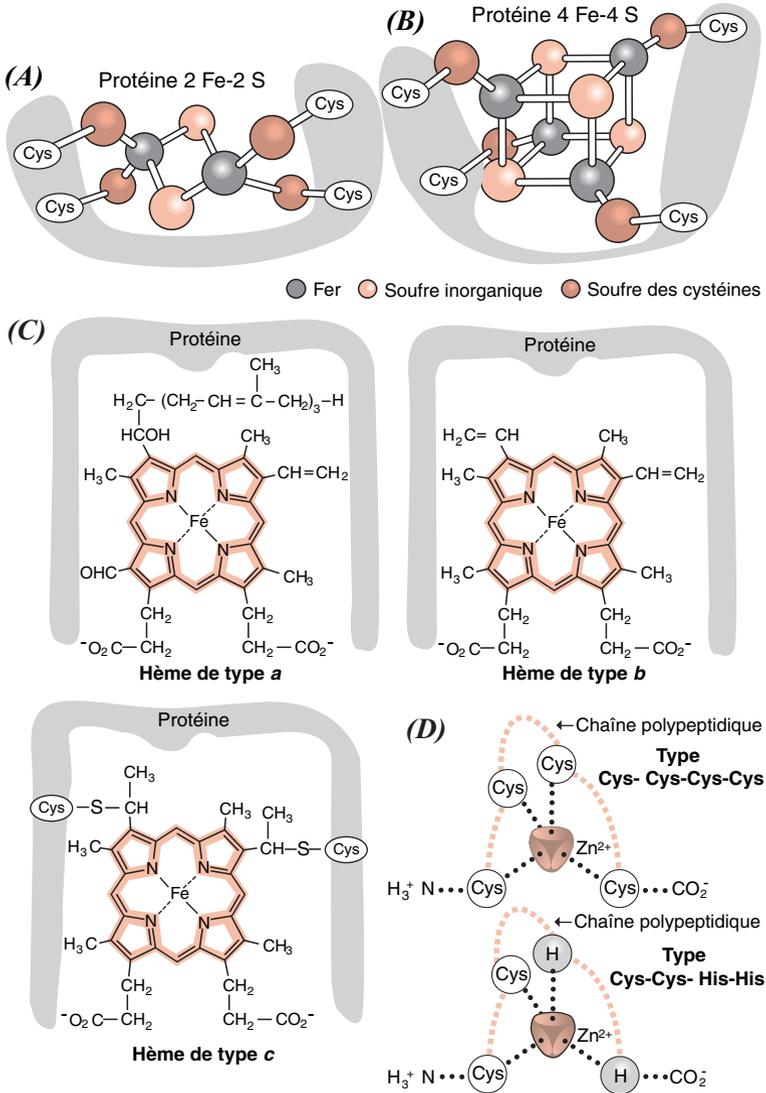 (A)
Protéine 2 Fe-2 S
Cys
Cys
Cys
Cys
(B)
Protéine 4 Fe-4 S
Cys
Cys
Cys
Cys
Fer
Soufre inorganique
Soufre des cystéines
(C)
Protéine
CH₃
H₂C– (CH₂– CH = C – CH₂)₃–H
HCOH
CH₃
H₃C
CH=CH₂
N N
Fe
N N
OHC
CH₃
CH₂ CH₂
⁻O₂C–CH₂ CH₂–CO₂⁻
Hème de type a
Protéine
H₂C= CH
CH₃
H₃C
CH=CH₂
N N
Fe
N N
H₃C
CH₃
CH₂ CH₂
⁻O₂C–CH₂ CH₂–CO₂⁻
Hème de type b
Protéine
CH₃
Cys –S–CH
CH₃ CH₃
H₃C
CH–S– Cys
N N
Fe
N N
H₃C
CH₃
CH₂ CH₂
⁻O₂C–CH₂ CH₂–CO₂⁻
Hème de type c
(D)
←Chaîne polypeptidique
Type
Cys- Cys-Cys-Cys
Cys
Cys
Zn²⁺
H₃⁺ N Cys Cys CO₂⁻
←Chaîne polypeptidique
Type
Cys-Cys- His-His
H
Cys
Zn²⁺
H₃⁺ N Cys H CO₂⁻